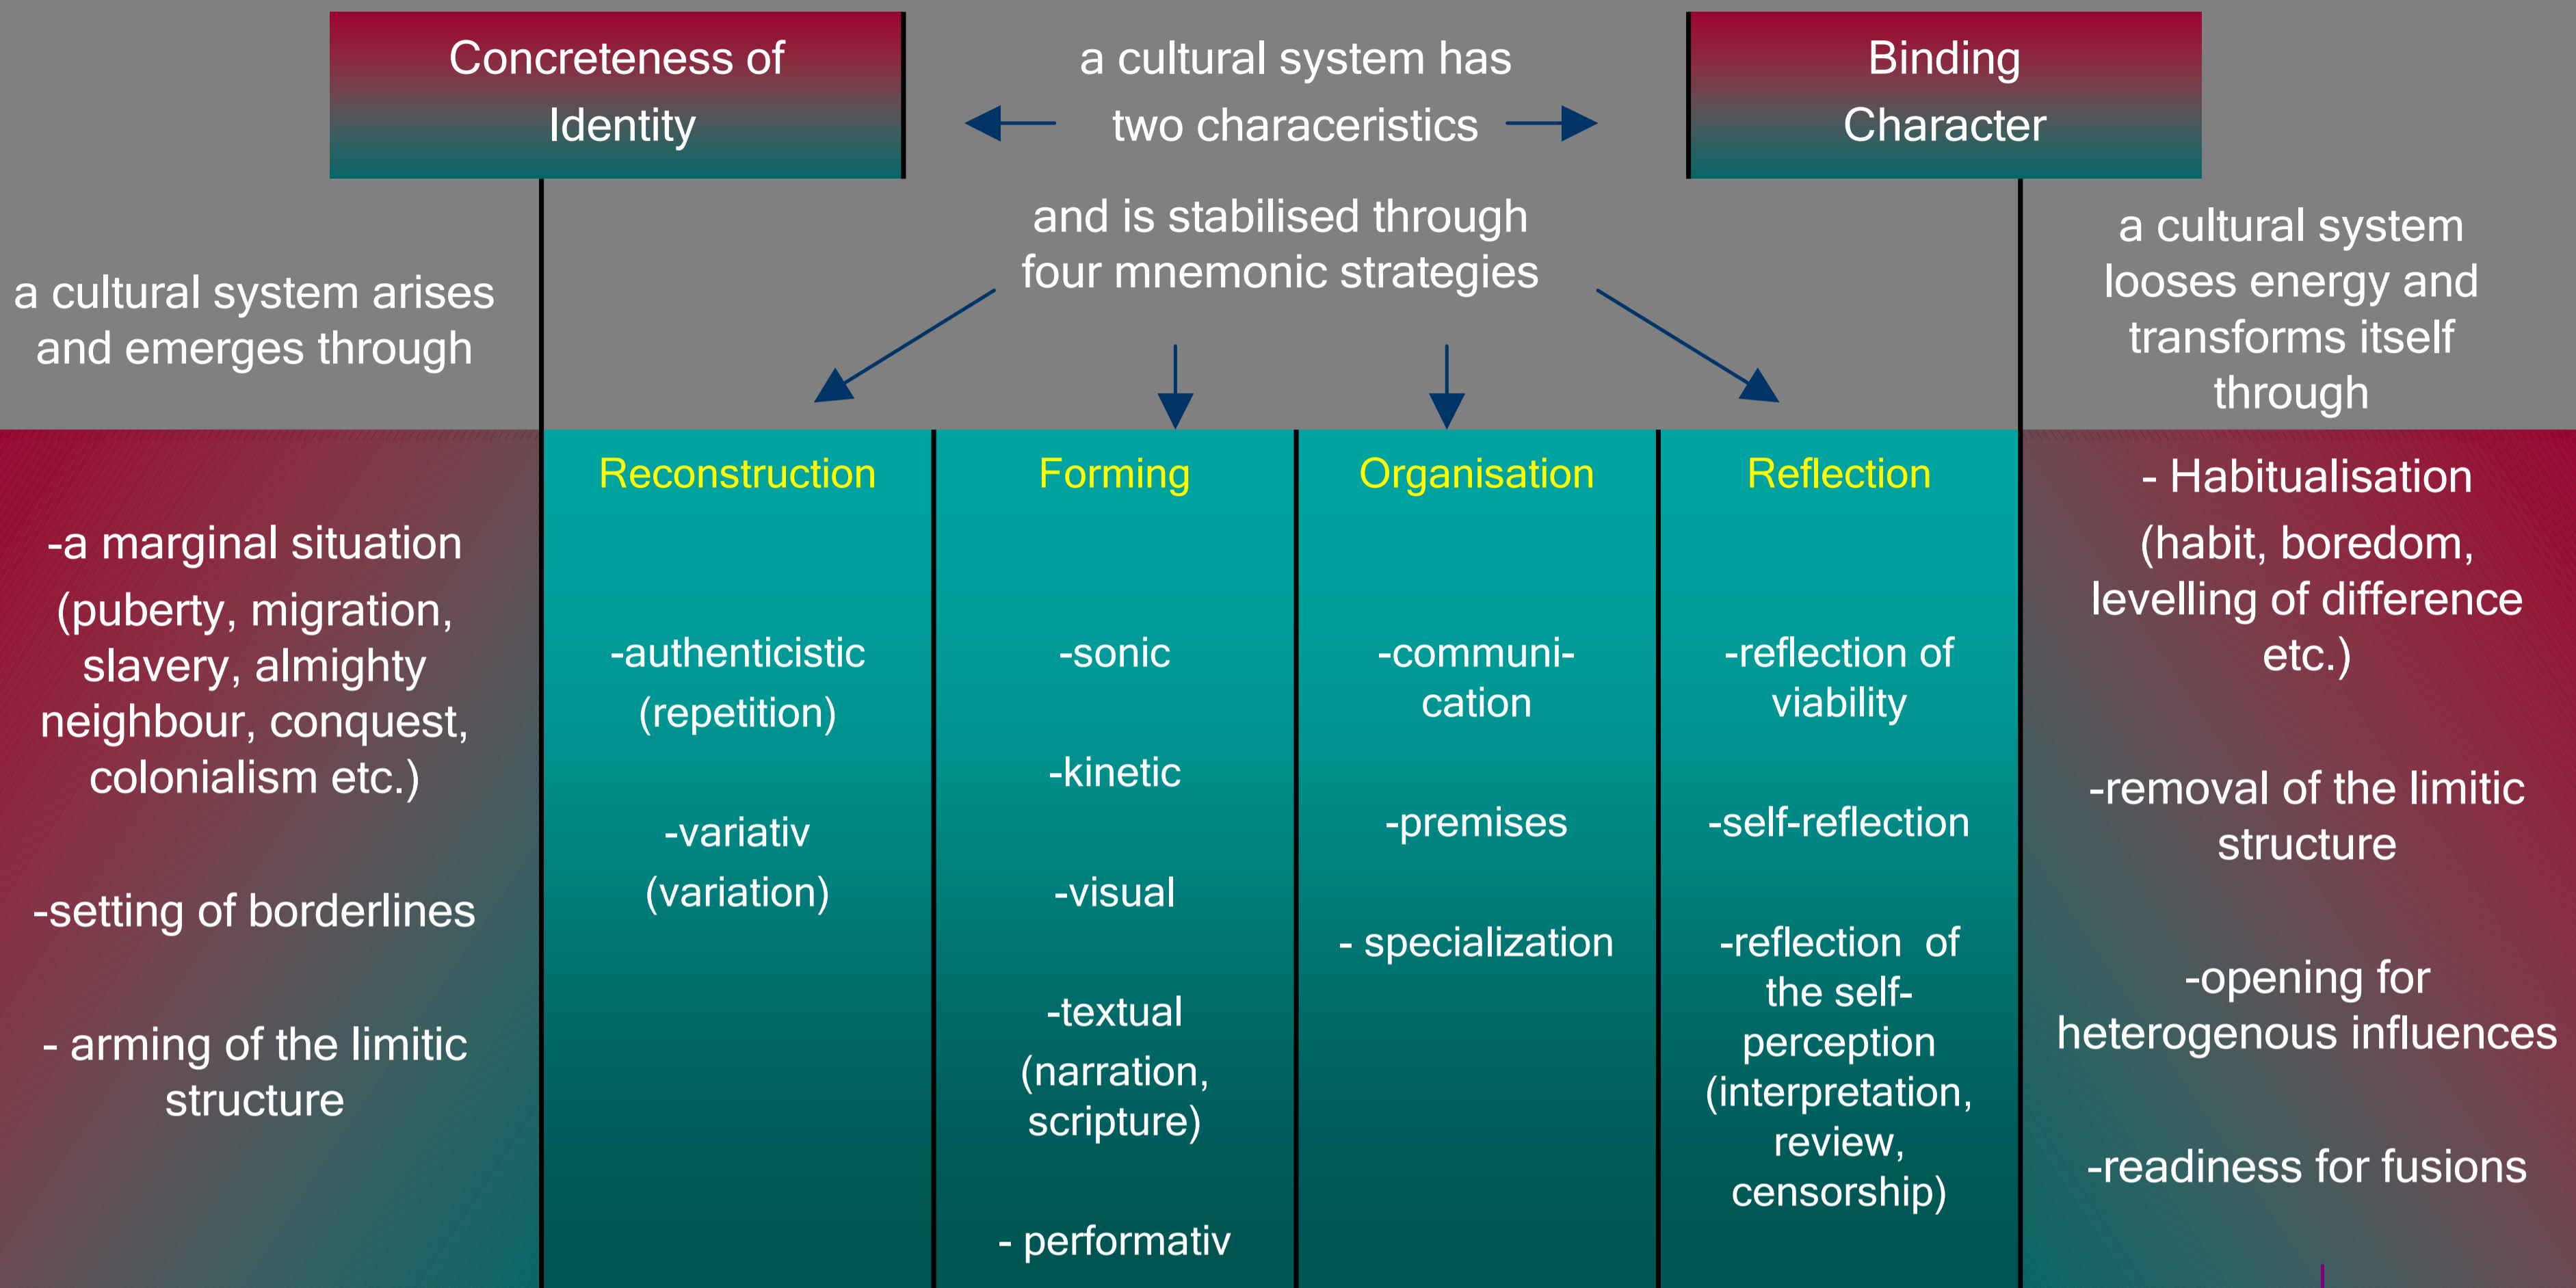 Concreteness of
Identity
a cultural system has
two characeristics
and is stabilised through
four mnemonic strategies
Binding
Character
a cultural system arises
and emerges through
a cultural system
looses energy and
transforms itself
through
-a marginal situation
(puberty, migration,
slavery, almighty
neighbour, conquest,
colonialism etc.)
-setting of borderlines
- arming of the limitic
structure
Reconstruction
-authenticistic
(repetition)
-variativ
(variation)
Forming
-sonic
-kinetic
-visual
-textual
(narration,
scripture)
- performativ
Organisation
-communi-
cation
-premises
- specialization
Reflection
-reflection of
viability
-self-reflection
-reflection  of
the self-
perception
(interpretation,
review,
censorship)
- Habitualisation
(habit, boredom,
levelling of difference
etc.)
-removal of the limitic
structure
-opening for
heterogenous influences
-readiness for fusions